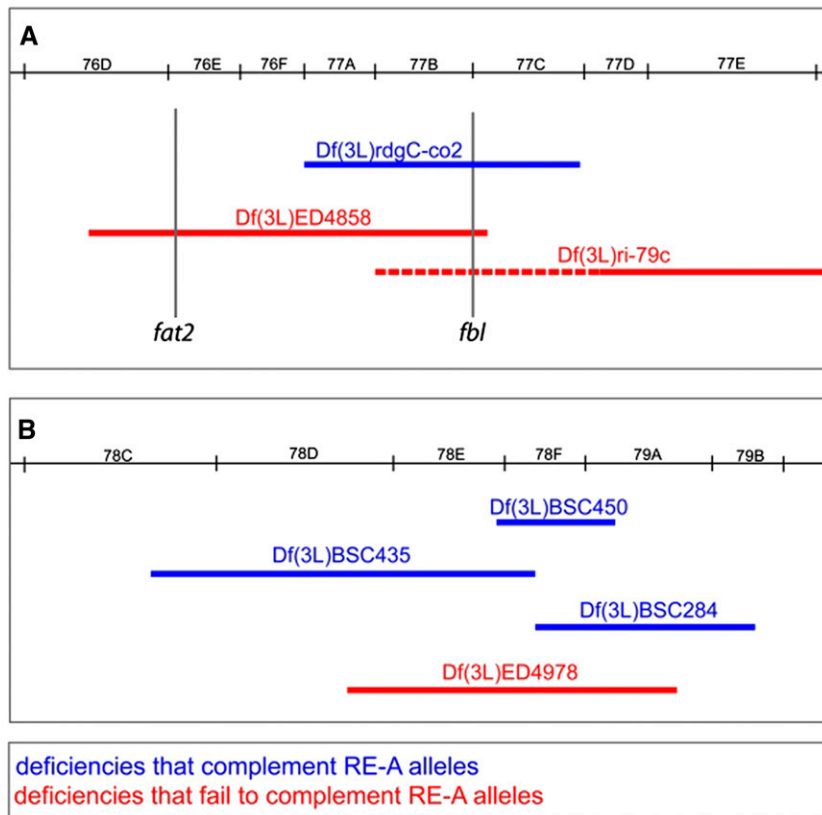 A
76D 76E 76F 77A 77B 77C 77D 77E
Df(3L)rdgC-co2
Df(3L)ED4858
Df(3L)ri-79c
fat2 fbl
B
78C 78D 78E 78F 79A 79B
Df(3L)BSC450
Df(3L)BSC435
Df(3L)BSC284
Df(3L)ED4978
deficiencies that complement RE-A alleles
deficiencies that fail to complement RE-A alleles